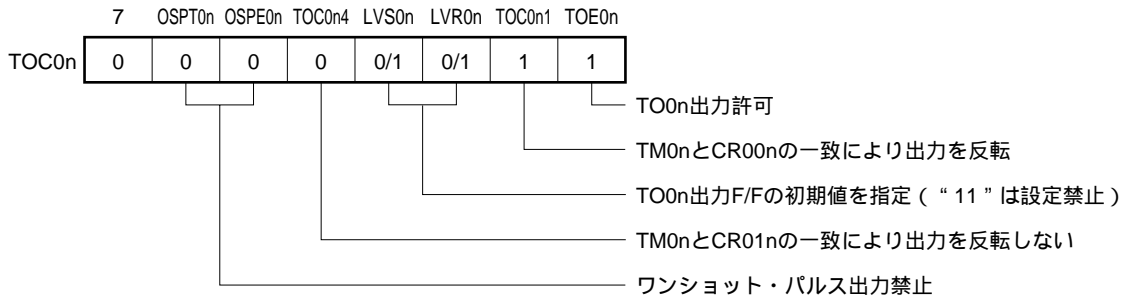 7 OSPT0n OSPE0n TOC0n4 LVS0n LVR0n TOC0n1 TOE0n
TOC0n 0 0 0 0 0/1 0/1 1 1
TO0n出力許可
TM0nとCR00nの一致により出力を反転
TO0n出力F/Fの初期値を指定（“11”は設定禁止）
TM0nとCR01nの一致により出力を反転しない
ワンショット・パルス出力禁止